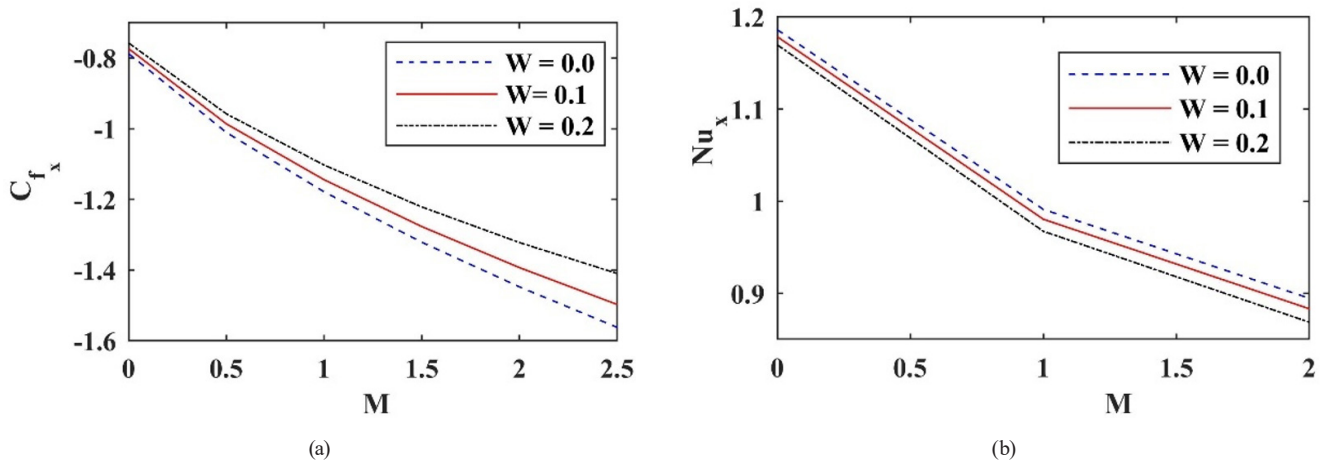 -0.8
-1
-1.2
-1.4
-1.6
C_{f_x}
0 0.5 1 1.5 2 2.5
M
W = 0.0
W= 0.1
W = 0.2
(a)
1.2
1.1
1
0.9
Nu_x
0 0.5 1 1.5 2
M
W = 0.0
W = 0.1
W = 0.2
(b)